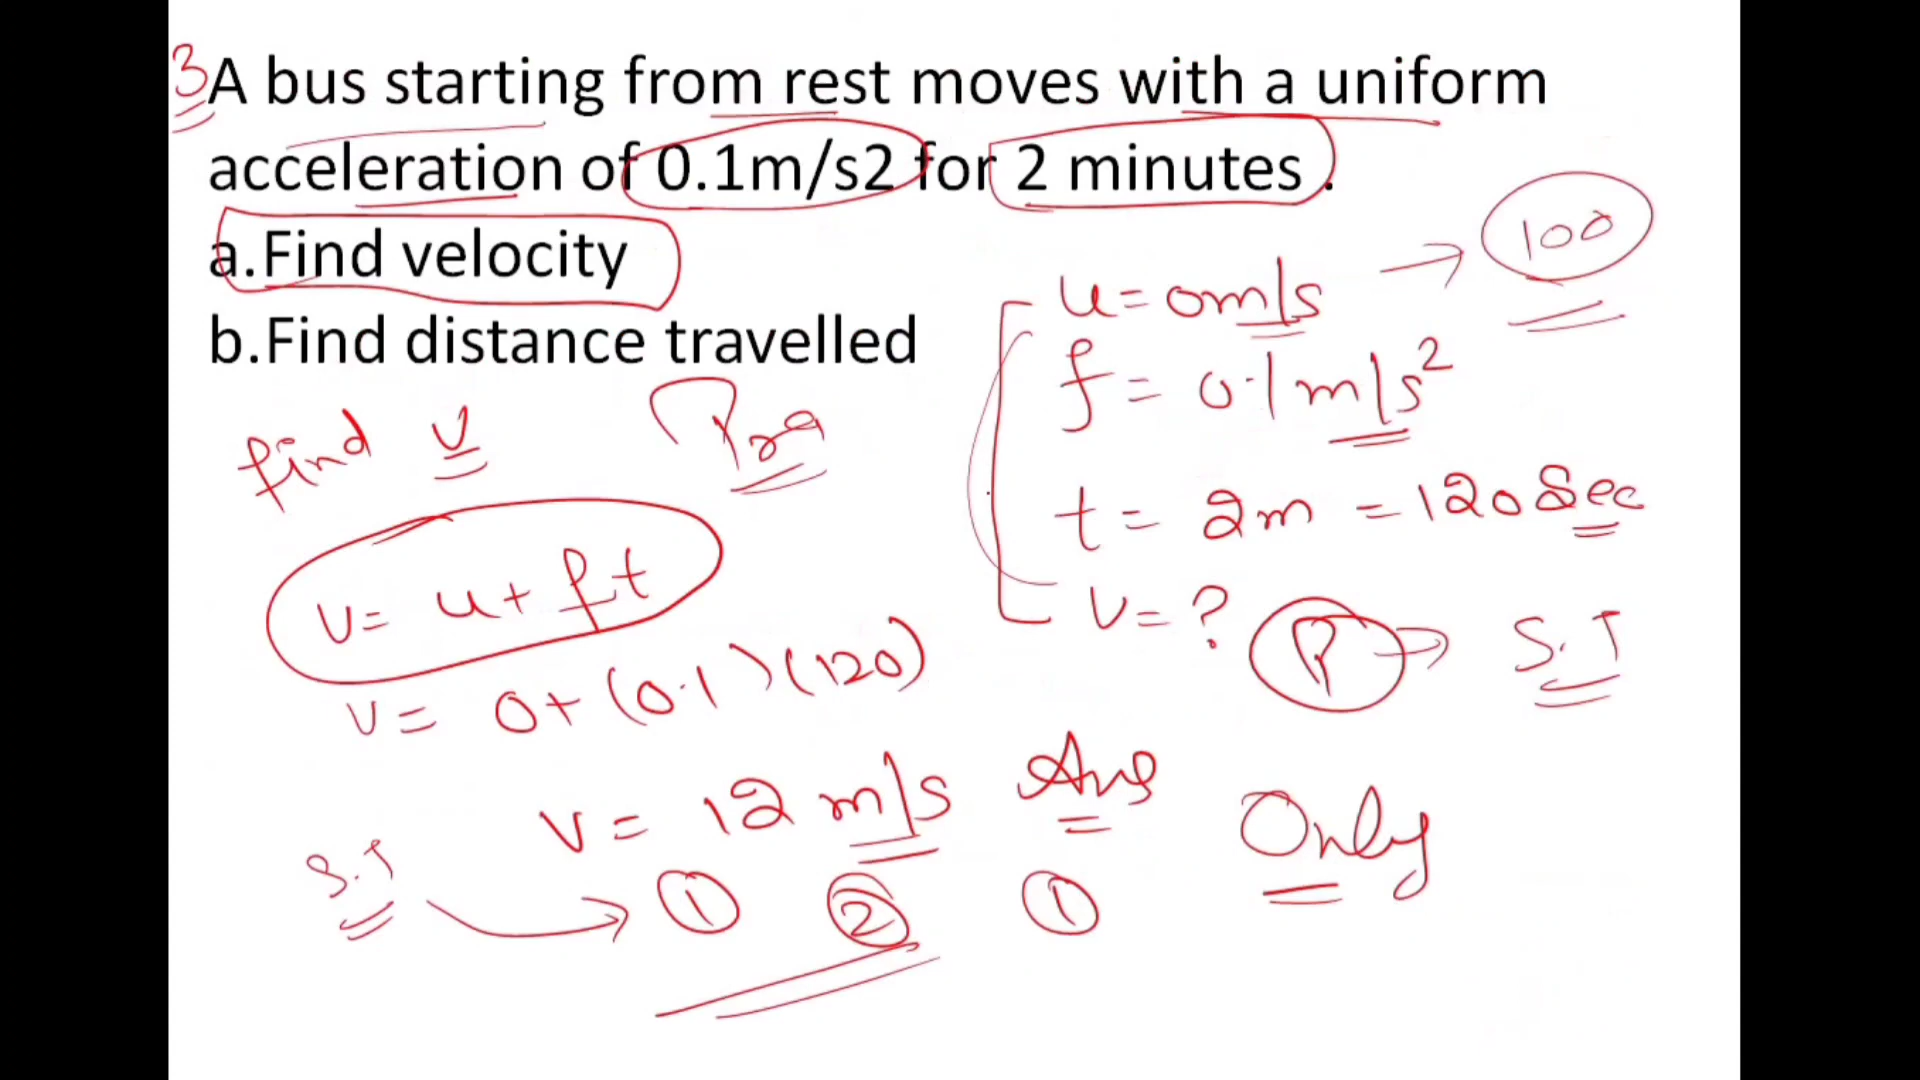 3 A bus starting from rest moves with a uniform
acceleration of 0.1m/s2 for 2 minutes .
a.Find velocity
b.Find distance travelled
100
u = 0m/s
f = 0.1 m/s²
t = 2m = 120 Sec
v = ?
P → S.T
find v
v = u + ft
v = 0 + (0.1)(120)
v = 12 m/s Ans
Only
S.T → 1 2 1